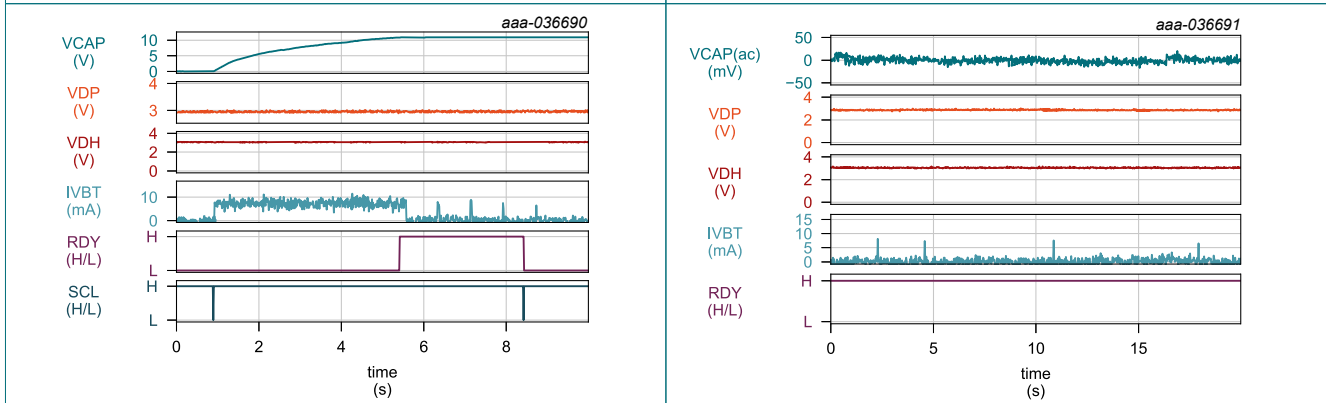 aaa-036690
VCAP
(V)
10
5
0
VDP
(V)
4
3
VDH
(V)
4
2
0
IVBT
(mA)
10
0
RDY
(H/L)
H
L
SCL
(H/L)
H
L
0 2 4 6 8
time
(s)
aaa-036691
VCAP(ac)
(mV)
50
0
−50
VDP
(V)
4
2
0
VDH
(V)
4
2
0
IVBT
(mA)
15
10
5
0
RDY
(H/L)
H
L
0 5 10 15
time
(s)